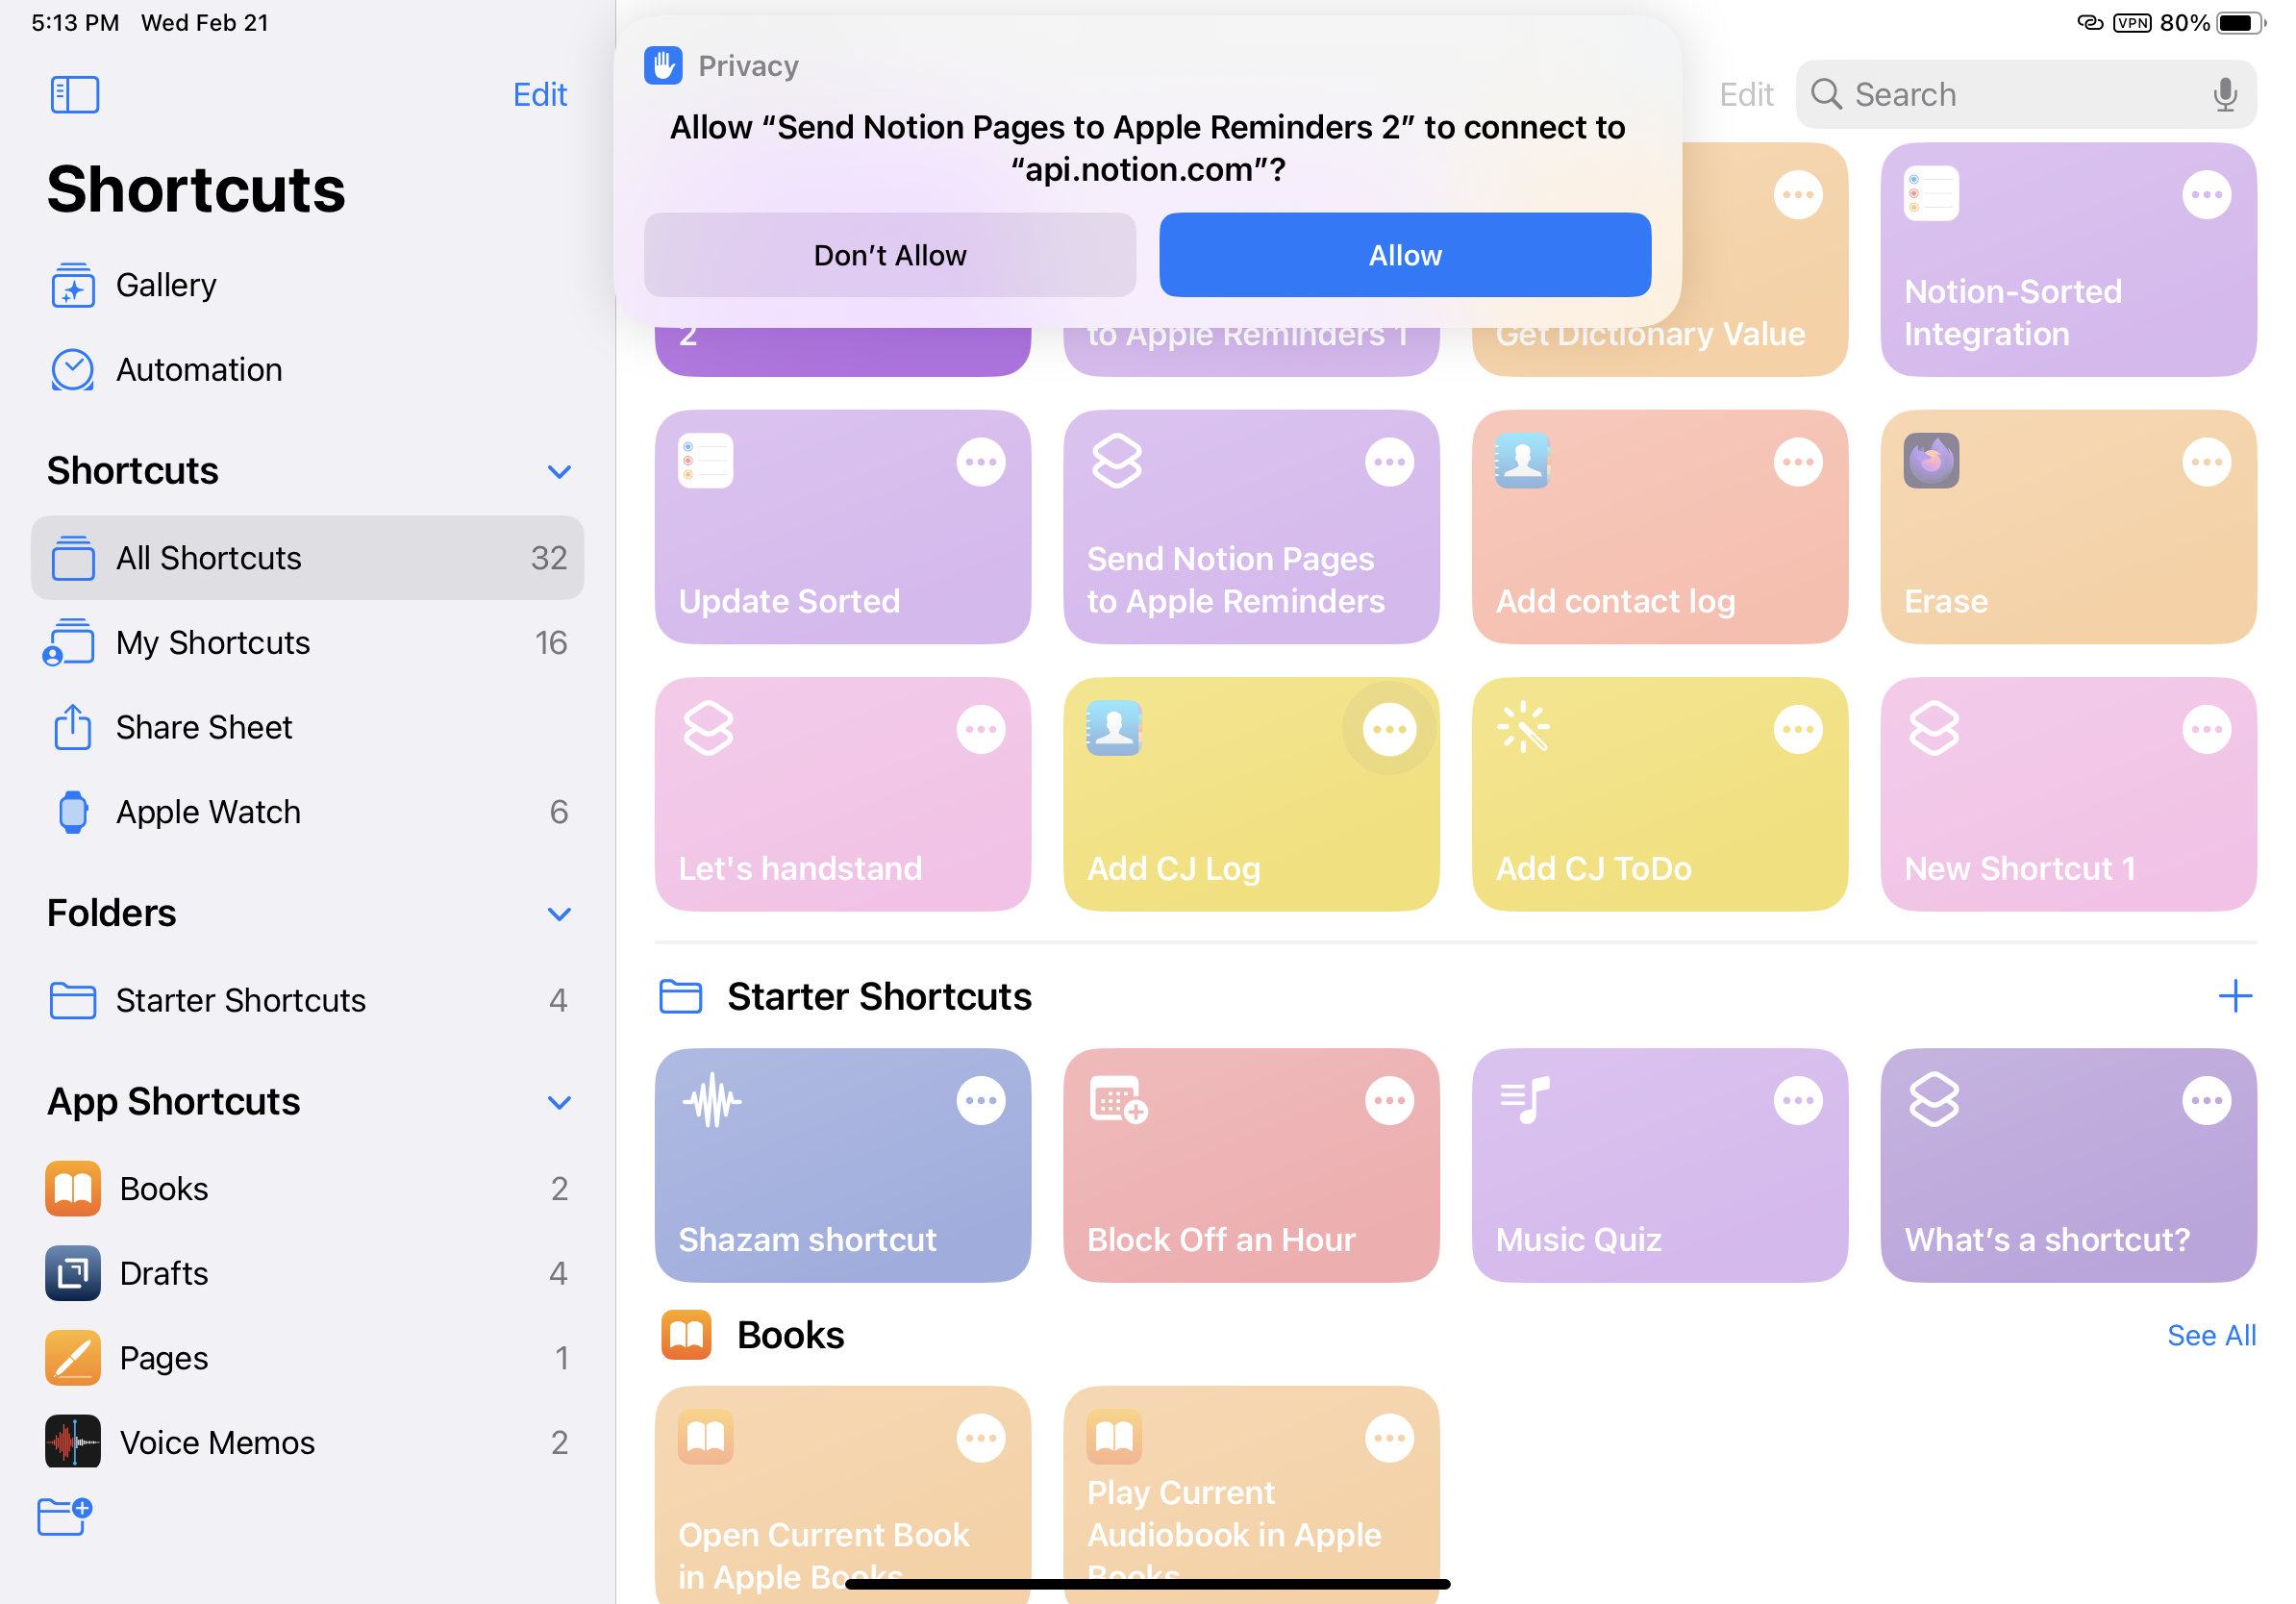 5:13 PM Wed Feb 21
VPN 80%
Edit
Shortcuts
Gallery
Automation
Shortcuts
All Shortcuts 32
My Shortcuts 16
Share Sheet
Apple Watch 6
Folders
Starter Shortcuts 4
App Shortcuts
Books 2
Drafts 4
Pages 1
Voice Memos 2
Privacy
Allow “Send Notion Pages to Apple Reminders 2” to connect to
“api.notion.com”?
Don’t Allow
Allow
Edit
Search
2
to Apple Reminders 1
Get Dictionary Value
Notion-Sorted
Integration
Update Sorted
Send Notion Pages
to Apple Reminders
Add contact log
Erase
Let's handstand
Add CJ Log
Add CJ ToDo
New Shortcut 1
Starter Shortcuts
Shazam shortcut
Block Off an Hour
Music Quiz
What’s a shortcut?
Books
See All
Open Current Book
in Apple Books
Play Current
Audiobook in Apple
Books